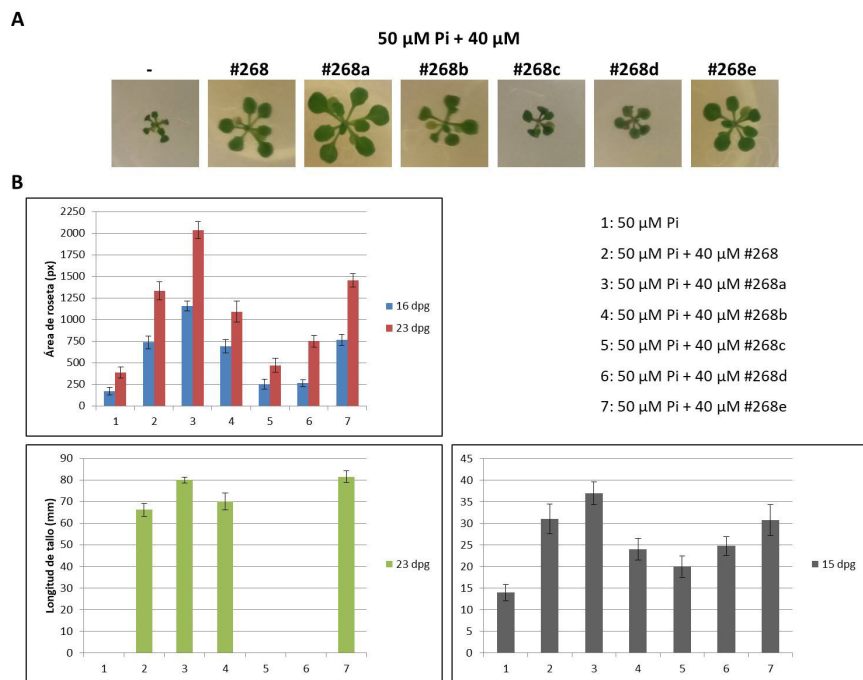 A
50 µM Pi + 40 µM
- #268 #268a #268b #268c #268d #268e
B
Área de roseta (px)
2250
2000
1750
1500
1250
1000
750
500
250
0
1 2 3 4 5 6 7
16 dpg
23 dpg
1: 50 µM Pi
2: 50 µM Pi + 40 µM #268
3: 50 µM Pi + 40 µM #268a
4: 50 µM Pi + 40 µM #268b
5: 50 µM Pi + 40 µM #268c
6: 50 µM Pi + 40 µM #268d
7: 50 µM Pi + 40 µM #268e
Longitud de tallo (mm)
90
80
70
60
50
40
30
20
10
0
1 2 3 4 5 6 7
23 dpg
45
40
35
30
25
20
15
10
5
0
1 2 3 4 5 6 7
15 dpg